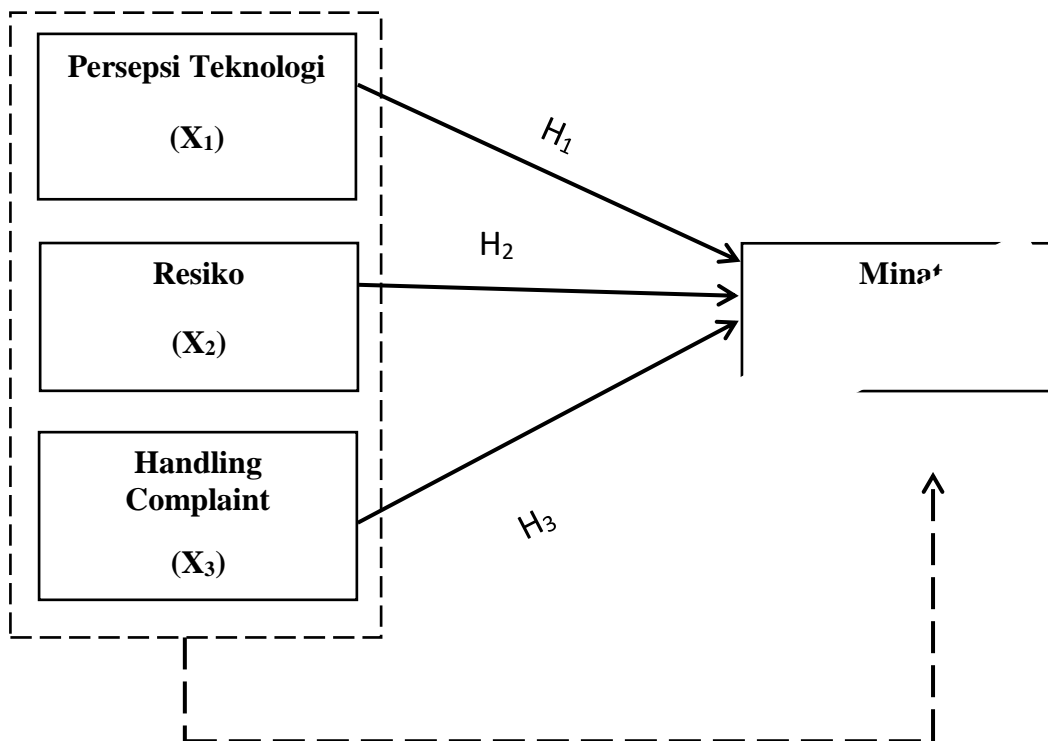 Persepsi Teknologi
(X₁)
H₁
Resiko
(X₂)
H₂
Handling
Complaint
(X₃)
H₃